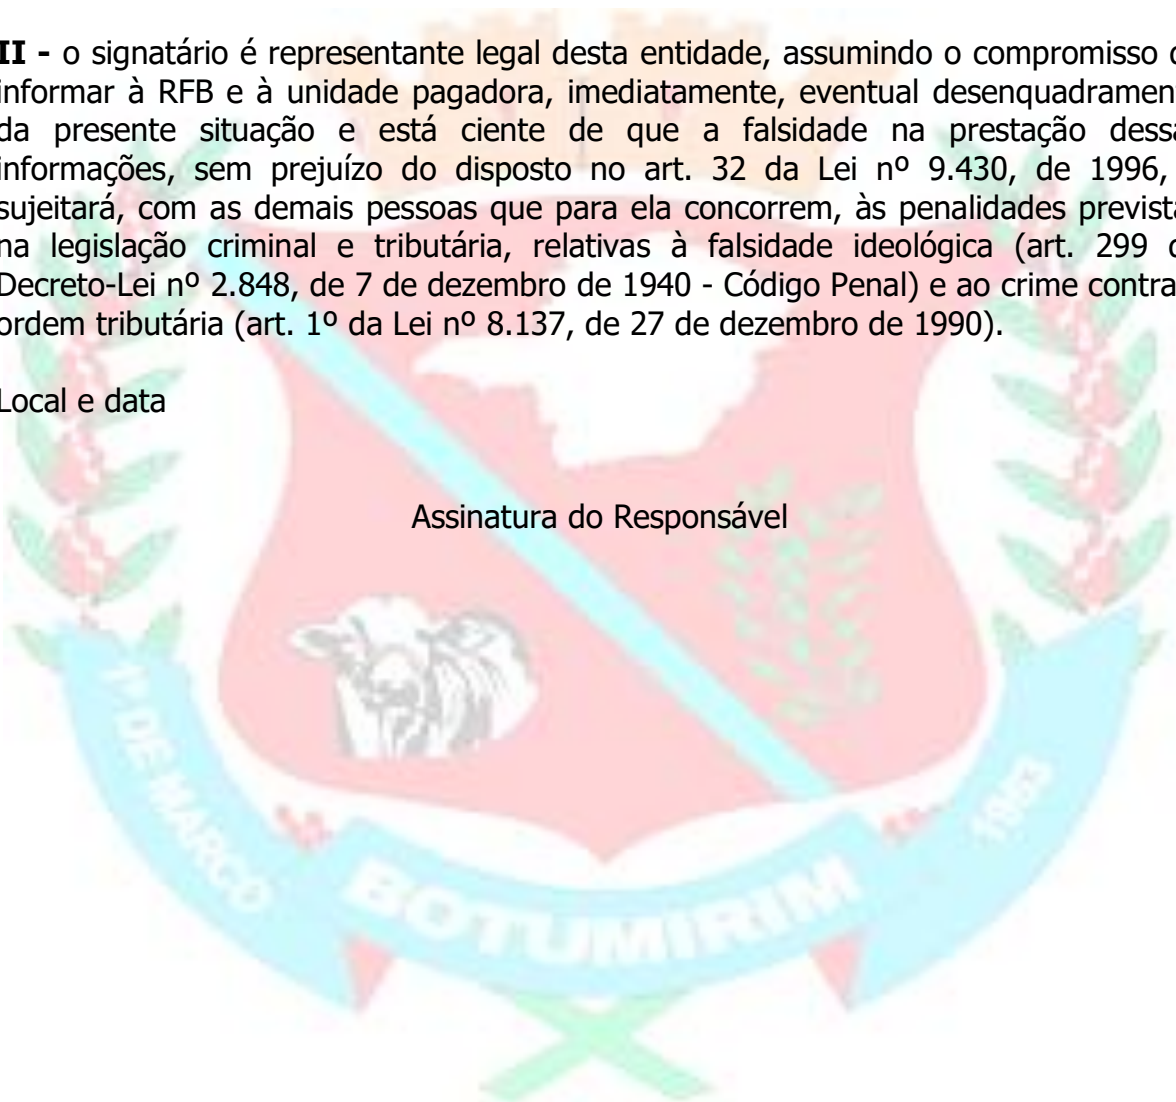 II - o signatário é representante legal desta entidade, assumindo o compromisso
informar à RFB e à unidade pagadora, imediatamente, eventual
da presente situação e está ciente de que a falsidade na prestação
informações, sem prejuízo do disposto no art. 32 da Lei nº 9.430, de 1996,
sujeitará, com as demais pessoas que para ela concorrem, às penalidades
na legislação criminal e tributária, relativas à falsidade ideológica (art. 299
Decreto-Lei nº 2.848, de 7 de dezembro de 1940 - Código Penal) e ao crime contra
ordem tributária (art. 1º da Lei nº 8.137, de 27 de dezembro de 1990).
Local e data
Assinatura do Responsável
1º DE MARÇO
BOTUMIRIM
1963